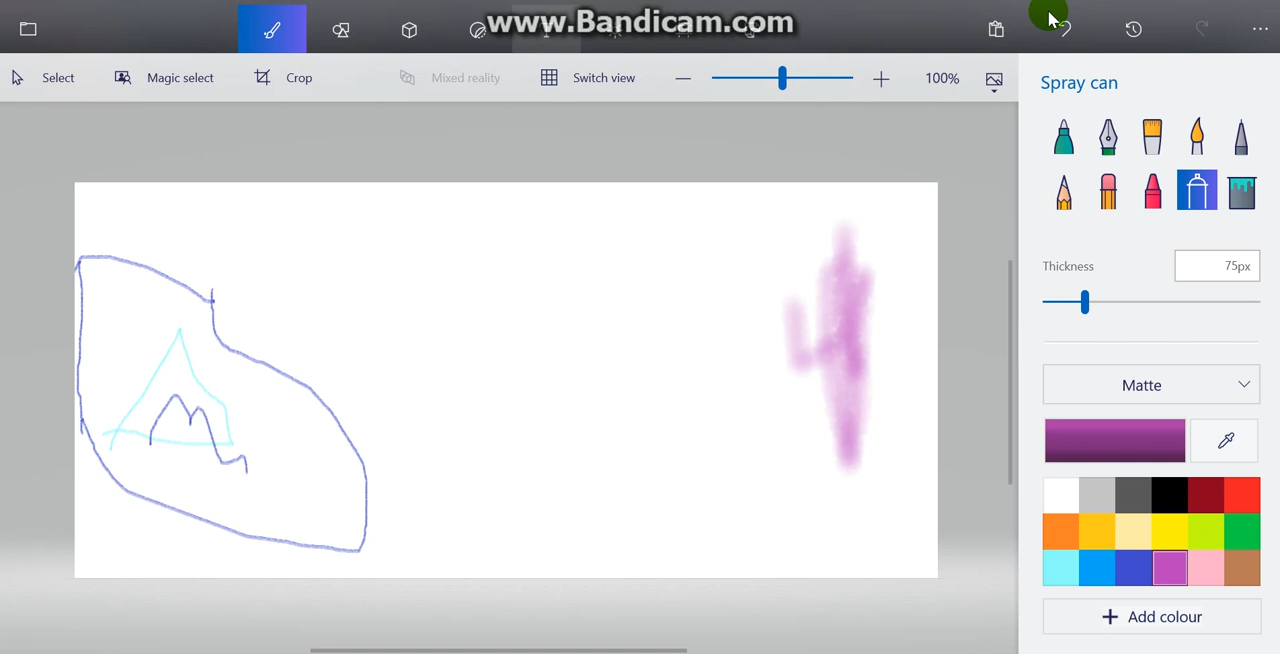 www.Bandicam.com
Select Magic select Crop Mixed reality Switch view 100%
Spray can
Thickness 75px
Matte
Add colour